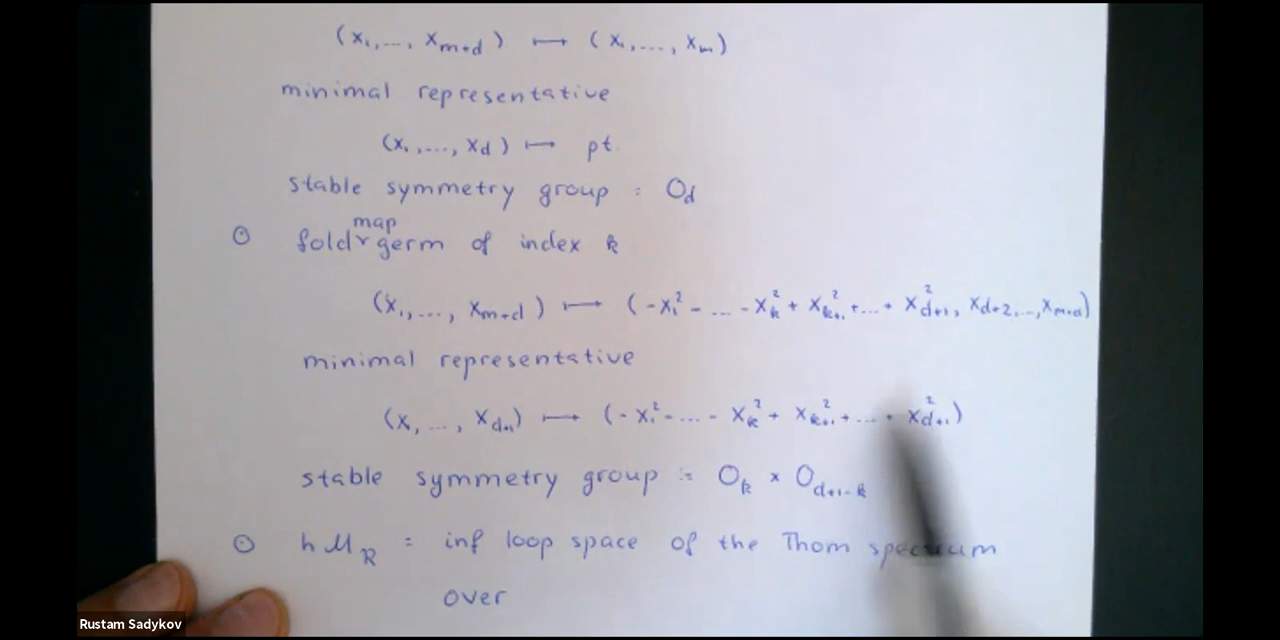 (x₁, ..., x_{m+d}) ⟼ (x₁, ..., x_m)
minimal representative
(x₁, ..., x_d) ⟼ pt.
stable symmetry group : O_d
⊙ fold map germ of index k
(x₁, ..., x_{m+d}) ⟼ (-x₁² - ... - x_k² + x_{k+1}² + ... + x_{d+1}², x_{d+2}, ..., x_{m+d})
minimal representative
(x₁, ..., x_{d+1}) ⟼ (-x₁² - ... - x_k² + x_{k+1}² + ... + x_{d+1}²)
stable symmetry group := O_k × O_{d+1-k}
⊙ hM_R = inf loop space of the Thom spectrum
over
Rustam Sadykov